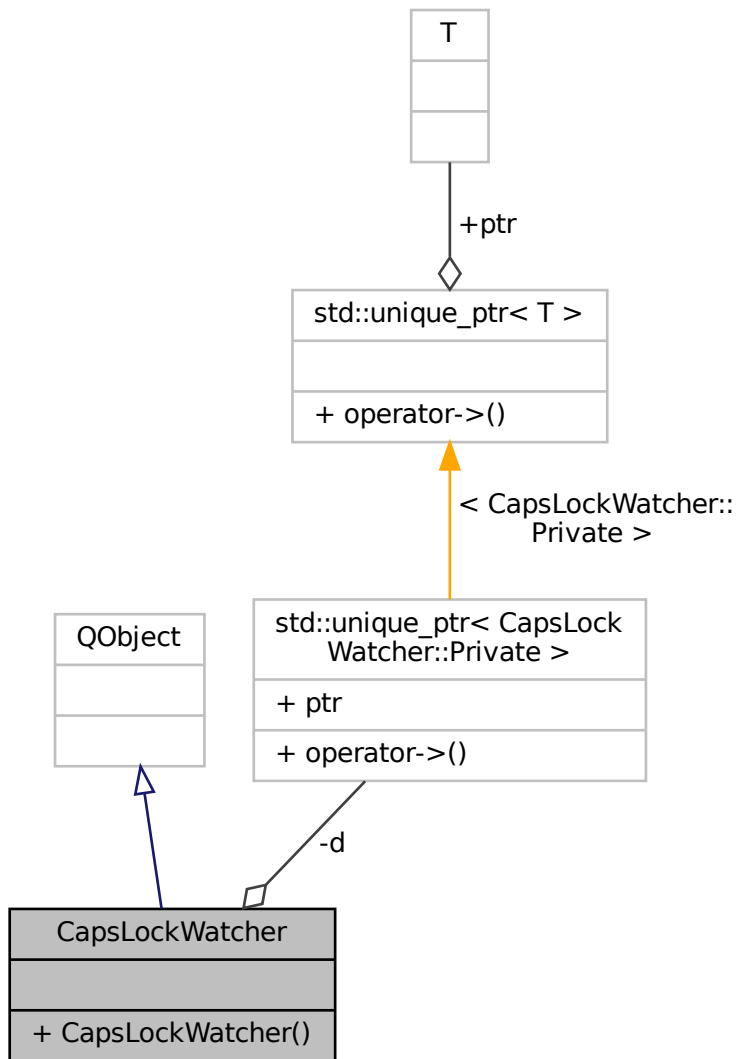 T
+ptr
std::unique_ptr< T >
+ operator->()
< CapsLockWatcher::
Private >
std::unique_ptr< CapsLock
Watcher::Private >
+ ptr
+ operator->()
QObject
-d
CapsLockWatcher
+ CapsLockWatcher()